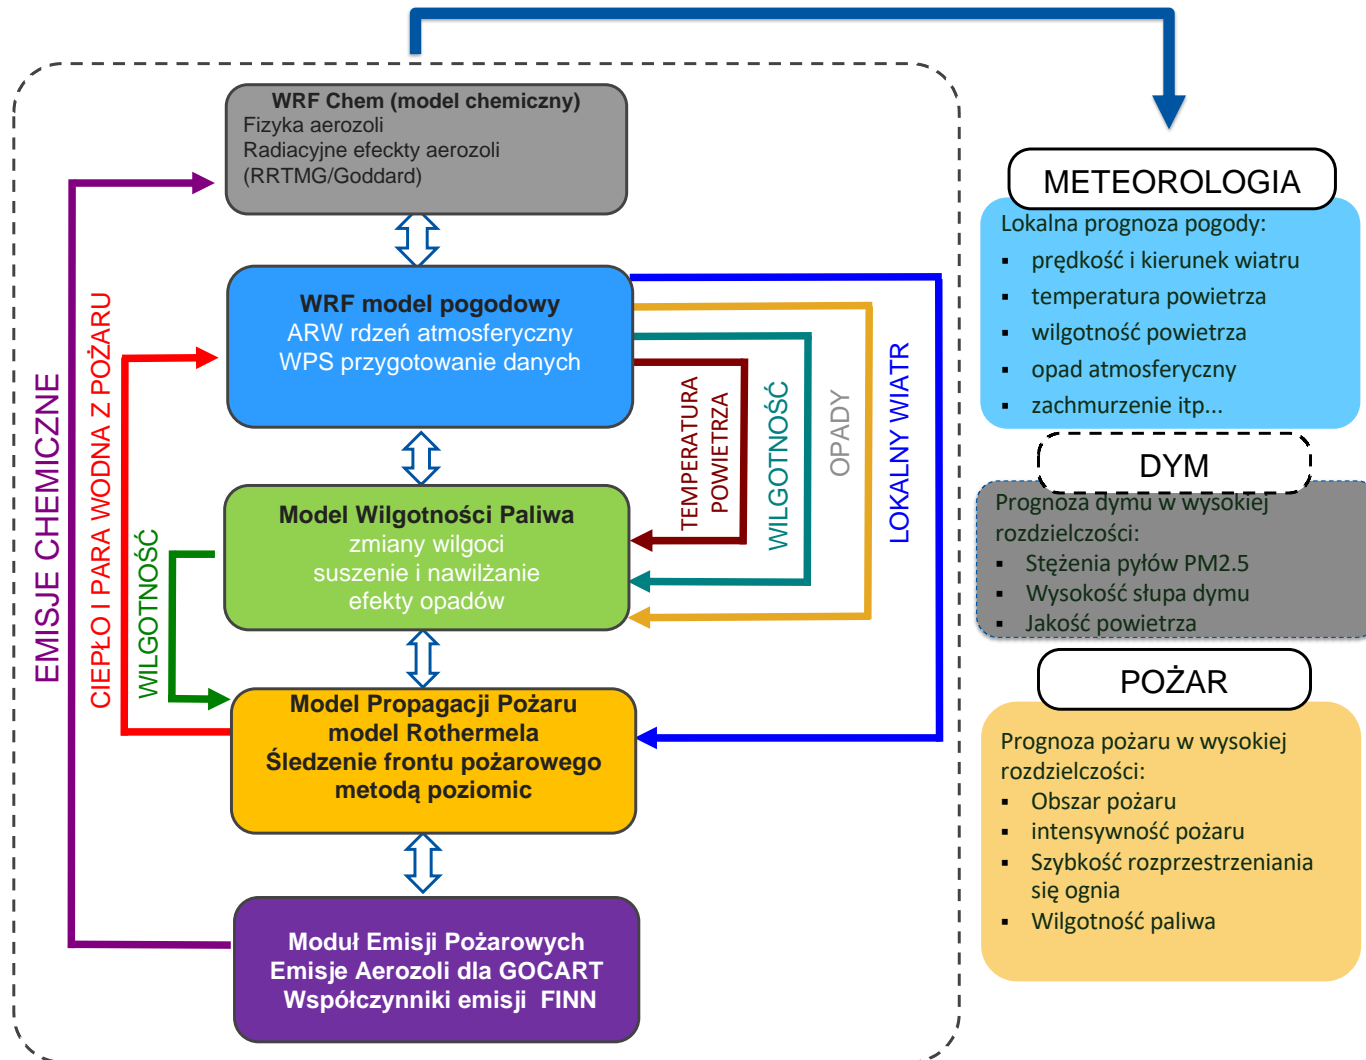 WRF Chem (model chemiczny)
Fizyka aerozoli
Radiacyjne efeckty aerozoli
(RRTMG/Goddard)
WRF model pogodowy
ARW rdzeń atmosferyczny
WPS przygotowanie danych
Model Wilgotności Paliwa
zmiany wilgoci
suszenie i nawilżanie
efekty opadów
Model Propagacji Pożaru
model Rothermela
Śledzenie frontu pożarowego
metodą poziomic
Moduł Emisji Pożarowych
Emisje Aerozoli dla GOCART
Współczynniki emisji FINN
EMISJE CHEMICZNE
CIEPŁO I PARA WODNA Z POŻARU
WILGOTNOŚĆ
TEMPERATURA
POWIETRZA
WILGOTNOŚĆ
OPADY
LOKALNY WIATR
METEOROLOGIA
Lokalna prognoza pogody:
▪ prędkość i kierunek wiatru
▪ temperatura powietrza
▪ wilgotność powietrza
▪ opad atmosferyczny
▪ zachmurzenie itp...
DYM
Prognoza dymu w wysokiej
rozdzielczości:
▪ Stężenia pyłów PM2.5
▪ Wysokość słupa dymu
▪ Jakość powietrza
POŻAR
Prognoza pożaru w wysokiej
rozdzielczości:
▪ Obszar pożaru
▪ intensywność pożaru
▪ Szybkość rozprzestrzeniania
się ognia
▪ Wilgotność paliwa